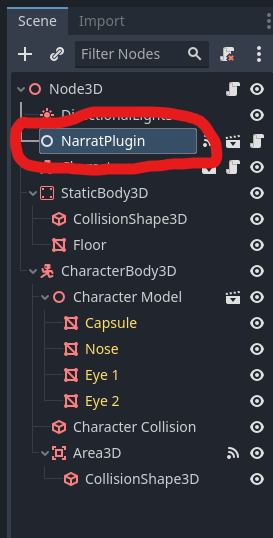 Scene
Import
Filter Nodes
Node3D
DirectionalLight3D
NarratPlugin
StaticBody3D
CollisionShape3D
Floor
CharacterBody3D
Character Model
Capsule
Nose
Eye 1
Eye 2
Character Collision
Area3D
CollisionShape3D